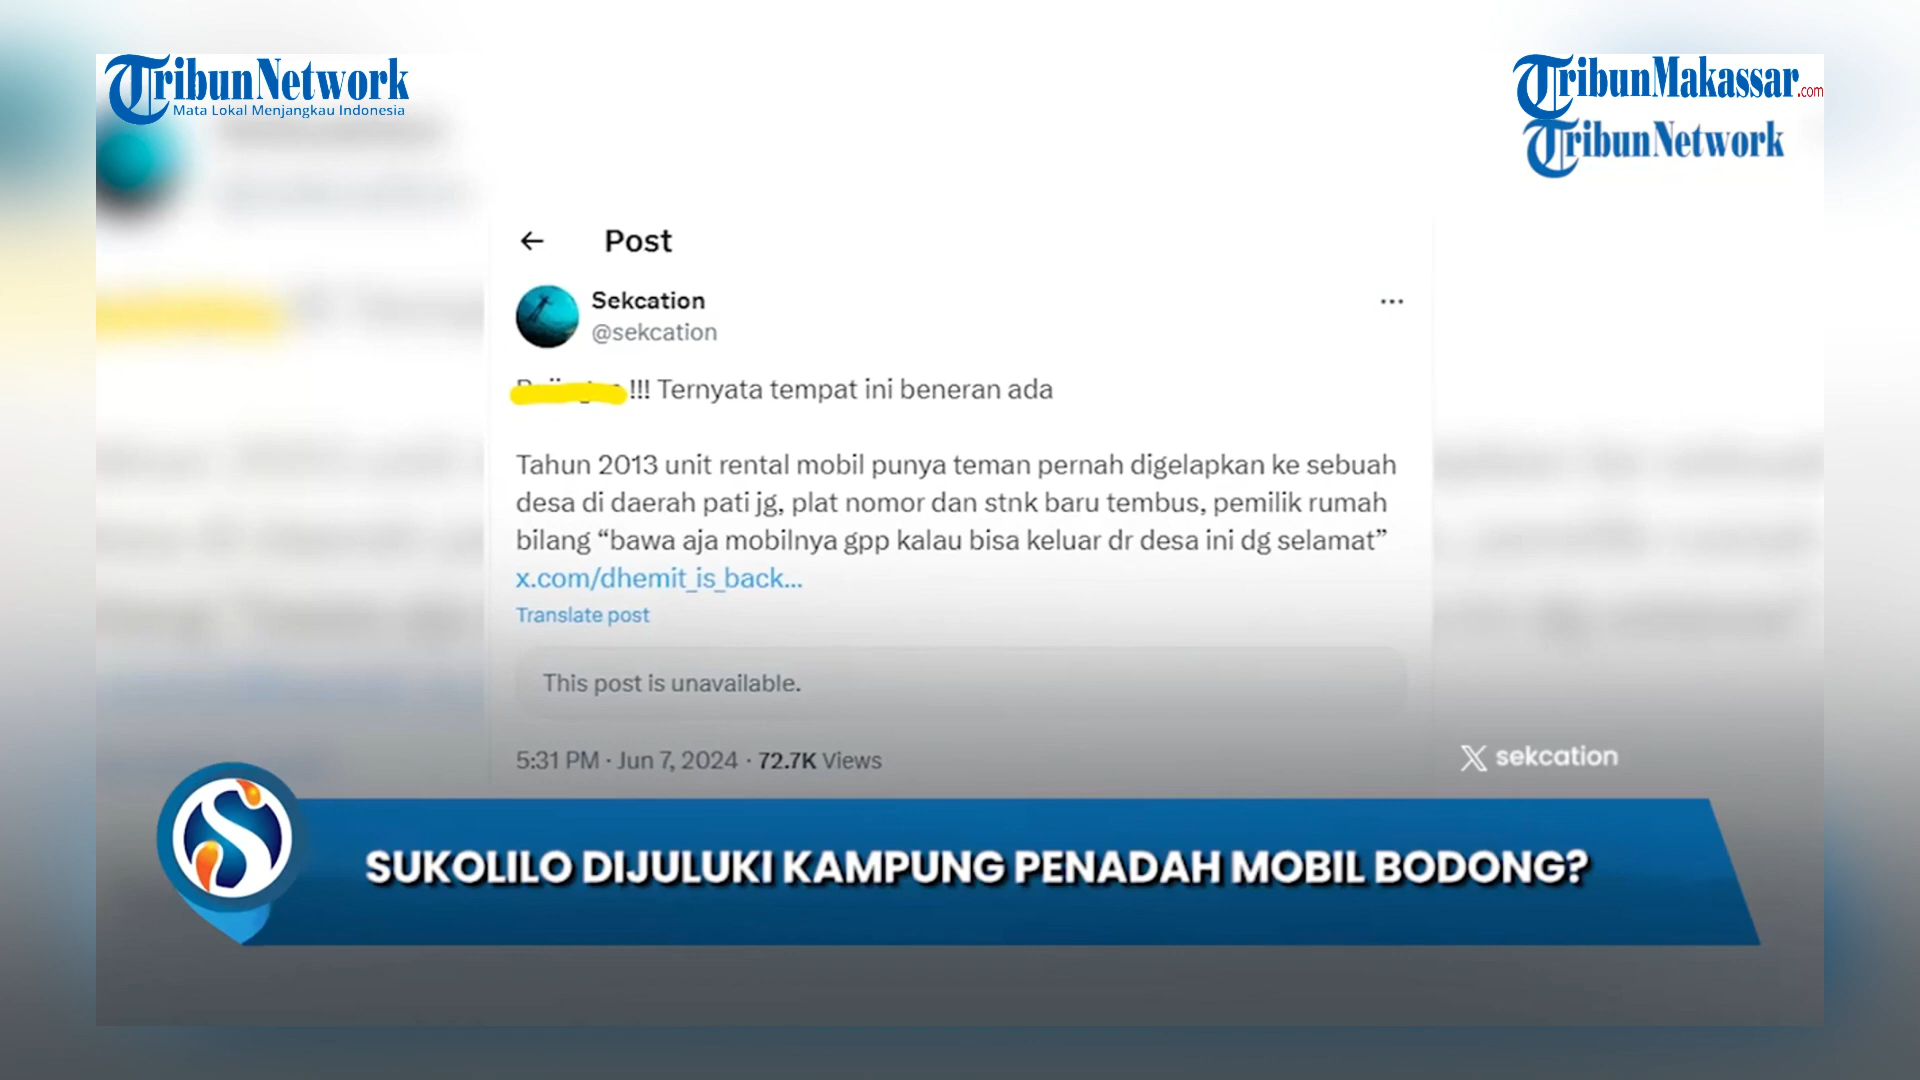 TribunNetwork
Mata Lokal Menjangkau Indonesia
TribunMakassar.com
TribunNetwork
Post
Sekcation
@sekcation
!!! Ternyata tempat ini beneran ada
Tahun 2013 unit rental mobil punya teman pernah digelapkan ke sebuah
desa di daerah pati jg, plat nomor dan stnk baru tembus, pemilik rumah
bilang “bawa aja mobilnya gpp kalau bisa keluar dr desa ini dg selamat”
x.com/dhemit_is_back...
Translate post
This post is unavailable.
5:31 PM · Jun 7, 2024 · 72.7K Views
X sekcation
SUKOLILO DIJULUKI KAMPUNG PENADAH MOBIL BODONG?